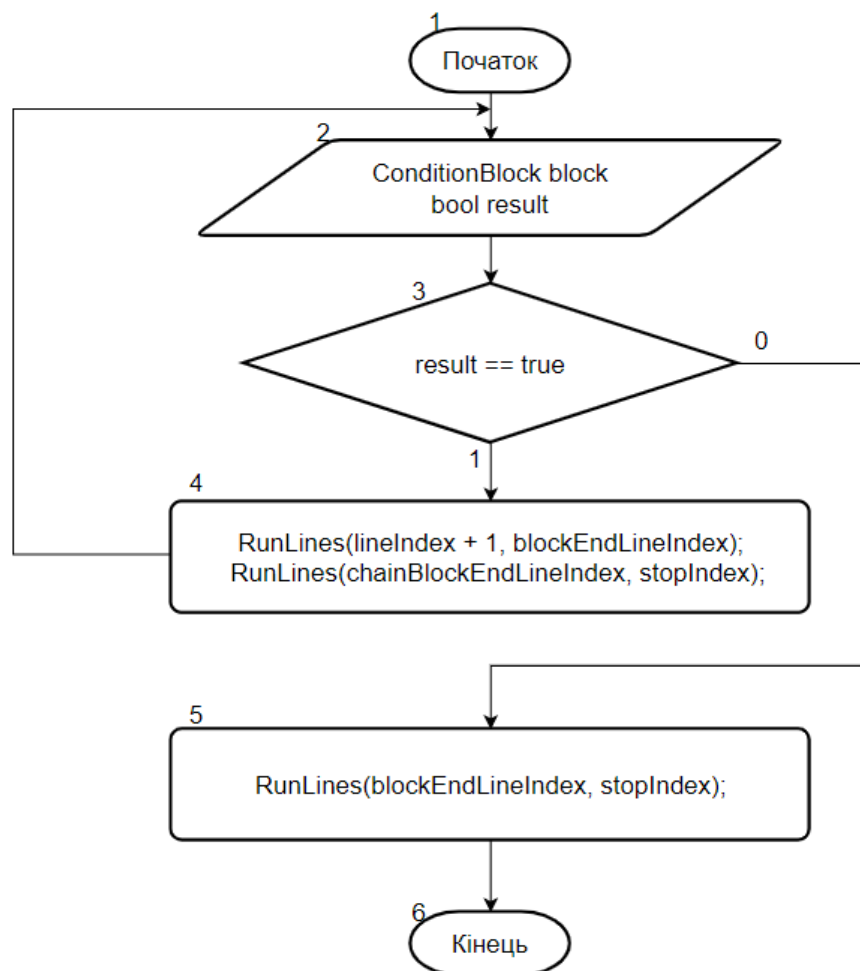 1
Початок
2
ConditionBlock block
bool result
3
result == true
0
1
4
RunLines(lineIndex + 1, blockEndLineIndex);
RunLines(chainBlockEndLineIndex, stopIndex);
5
RunLines(blockEndLineIndex, stopIndex);
6
Кінець